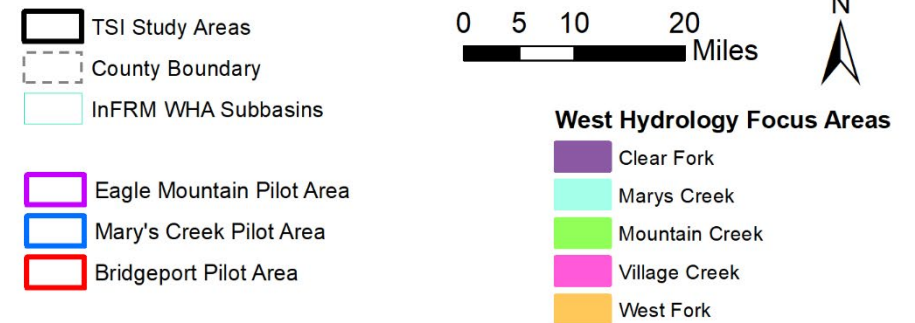 TSI Study Areas
County Boundary
InFRM WHA Subbasins
Eagle Mountain Pilot Area
Mary's Creek Pilot Area
Bridgeport Pilot Area
0 5 10 20
Miles
N
West Hydrology Focus Areas
Clear Fork
Marys Creek
Mountain Creek
Village Creek
West Fork